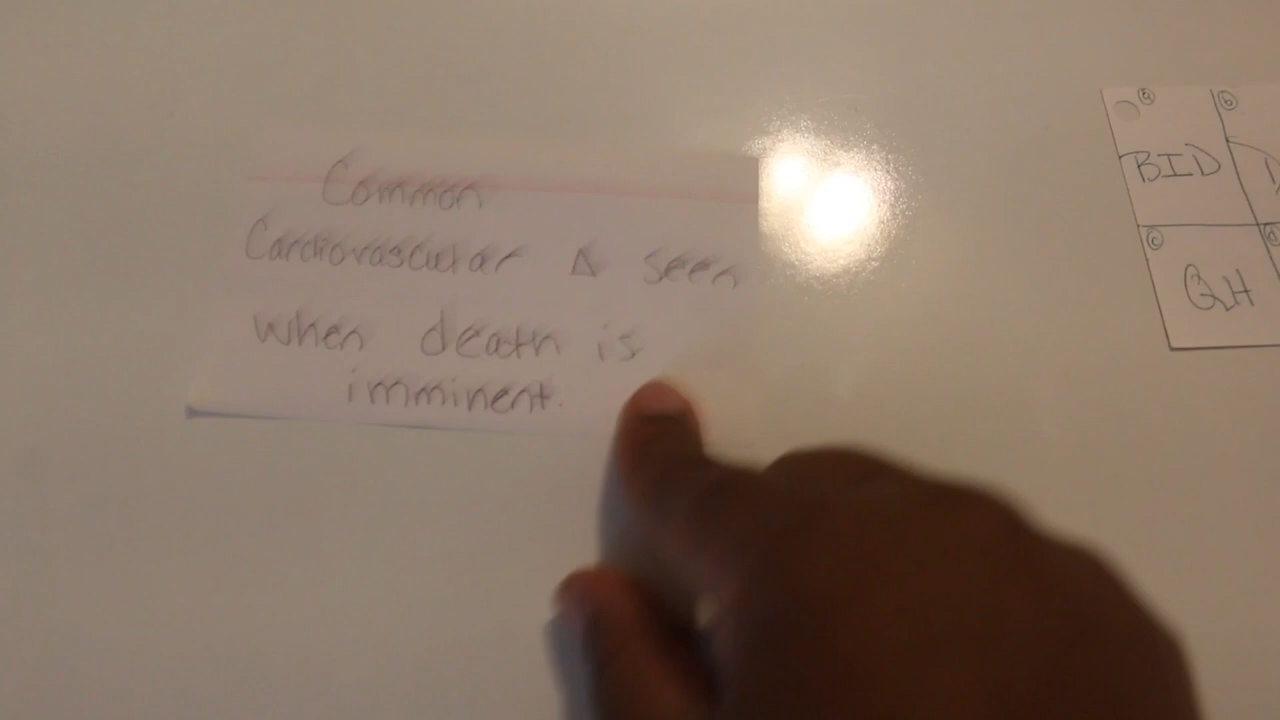 Common
Cardiovascular Δ seen
when death is
imminent.
a
b
BID
c
d
QH